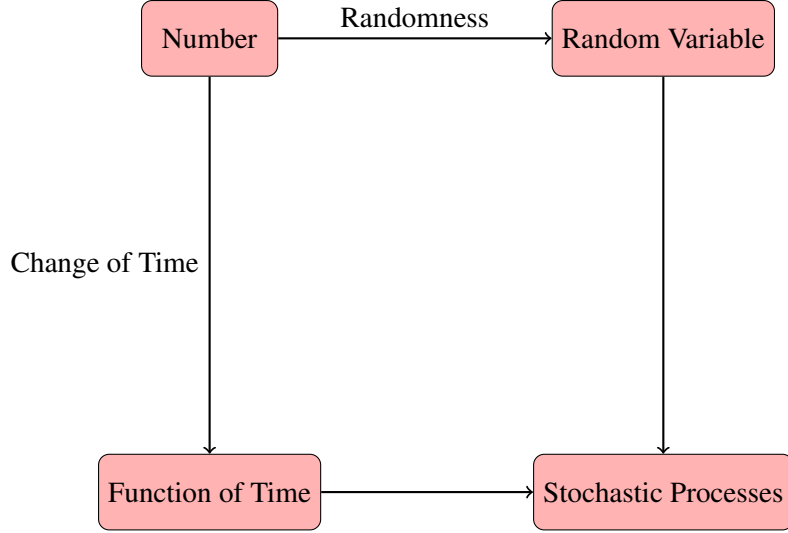 Number
Randomness
Random Variable
Change of Time
Function of Time
Stochastic Processes